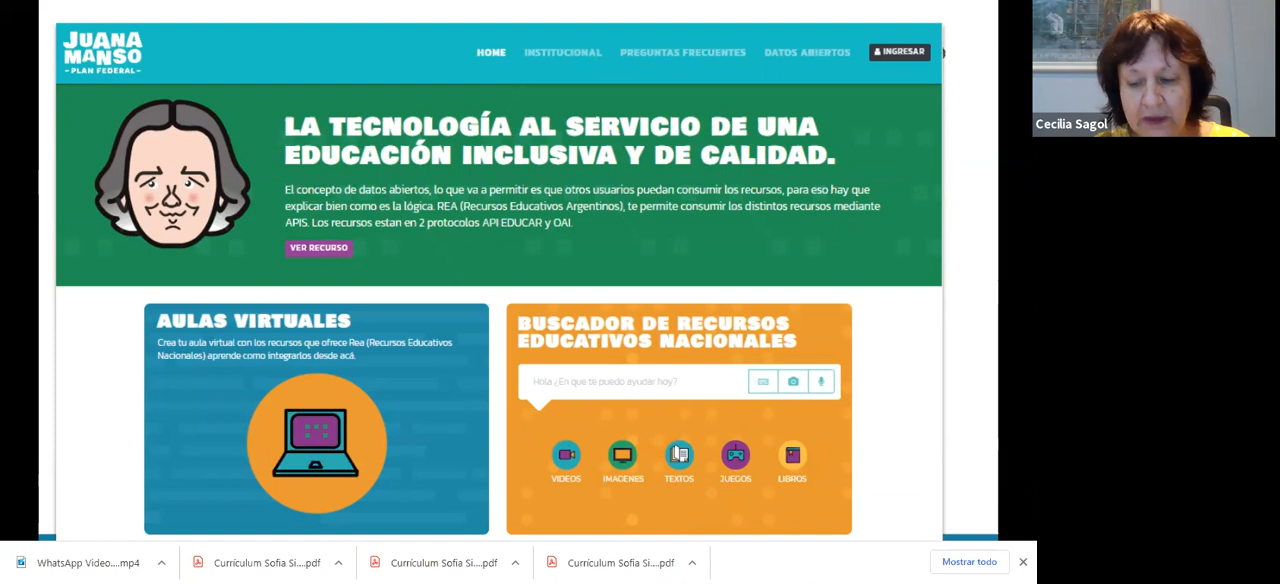 JUANA
MANSO
- PLAN FEDERAL -
HOME INSTITUCIONAL PREGUNTAS FRECUENTES DATOS ABIERTOS INGRESAR
LA TECNOLOGÍA AL SERVICIO DE UNA
EDUCACIÓN INCLUSIVA Y DE CALIDAD.
El concepto de datos abiertos, lo que va a permitir es que otros usuarios puedan consumir los recursos, para eso hay que
explicar bien como es la lógica. REA (Recursos Educativos Argentinos), te permite consumir los distintos recursos mediante
APIS. Los recursos estan en 2 protocolos API EDUCAR y OAI.
VER RECURSO
AULAS VIRTUALES
Crea tu aula virtual con los recursos que ofrece Rea (Recursos Educativos
Nacionales) aprende como integrarlos desde acá.
BUSCADOR DE RECURSOS
EDUCATIVOS NACIONALES
Hola ¿En que te puedo ayudar hoy?
VIDEOS IMAGENES TEXTOS JUEGOS LIBROS
WhatsApp Video....mp4 Currículum Sofia Si....pdf Currículum Sofia Si....pdf Currículum Sofia Si....pdf Mostrar todo
Cecilia Sagol